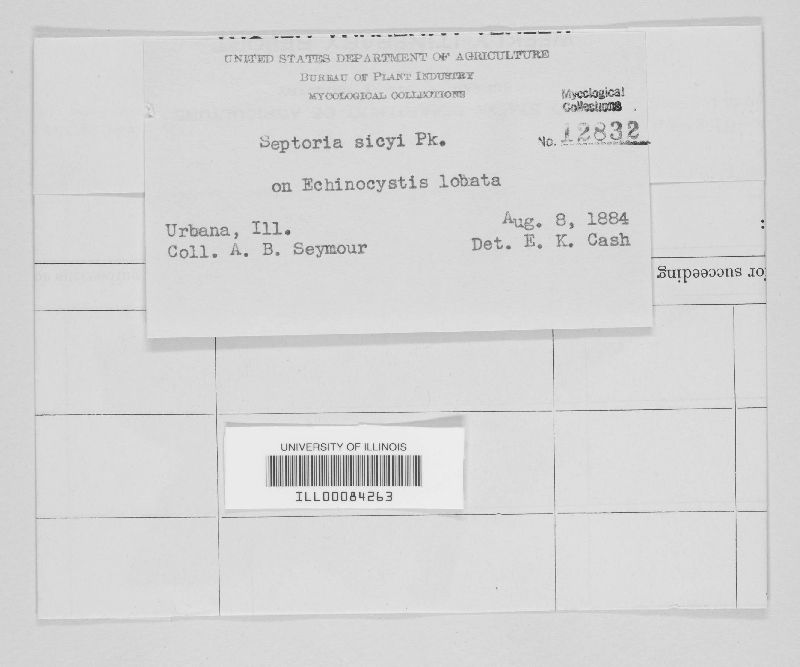 UNITED STATES DEPARTMENT OF AGRICULTURE
BUREAU OF PLANT INDUSTRY
MYCOLOGICAL COLLECTIONS
Mycological
Collections
No. 12832
Septoria sicyi Pk.
on Echinocystis lobata
Urbana, Ill.
Aug. 8, 1884
Coll. A. B. Seymour
Det. E. K. Cash
or succeeding
UNIVERSITY OF ILLINOIS
ILL00084263